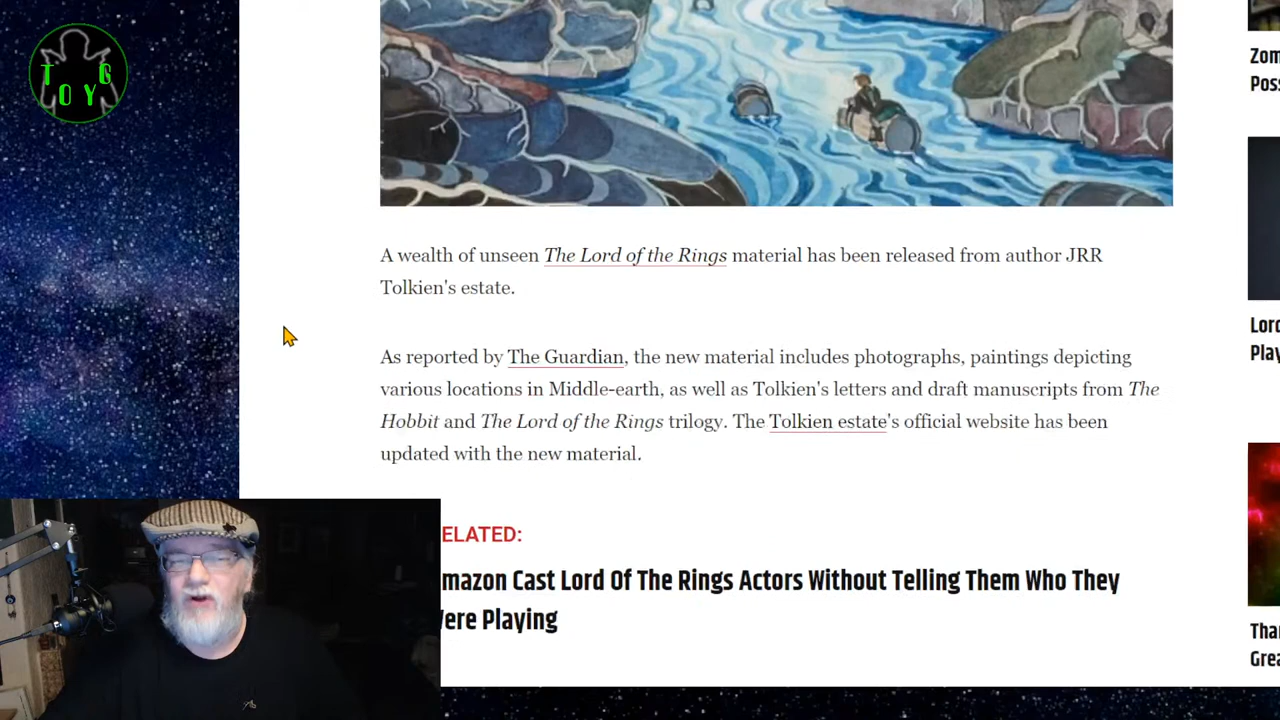 T O Y G
A wealth of unseen The Lord of the Rings material has been released from author JRR
Tolkien's estate.
As reported by The Guardian, the new material includes photographs, paintings depicting
various locations in Middle-earth, as well as Tolkien's letters and draft manuscripts from The
Hobbit and The Lord of the Rings trilogy. The Tolkien estate's official website has been
updated with the new material.
ELATED:
mazon Cast Lord Of The Rings Actors Without Telling Them Who They
Were Playing
Zom
Poss
Lord
Play
Tha
Grea